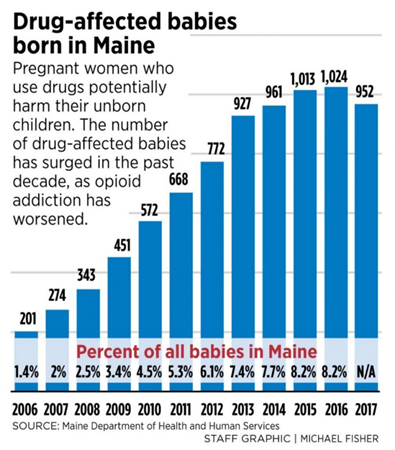 Drug-affected babies
born in Maine
Pregnant women who
use drugs potentially
harm their unborn
children. The number
of drug-affected babies
has surged in the past
decade, as opioid
addiction has
worsened.
201
274
343
451
572
668
772
927
961
1,013
1,024
952
Percent of all babies in Maine
1.4% 2% 2.5% 3.4% 4.5% 5.3% 6.1% 7.4% 7.7% 8.2% 8.2% N/A
2006 2007 2008 2009 2010 2011 2012 2013 2014 2015 2016 2017
SOURCE: Maine Department of Health and Human Services
STAFF GRAPHIC | MICHAEL FISHER